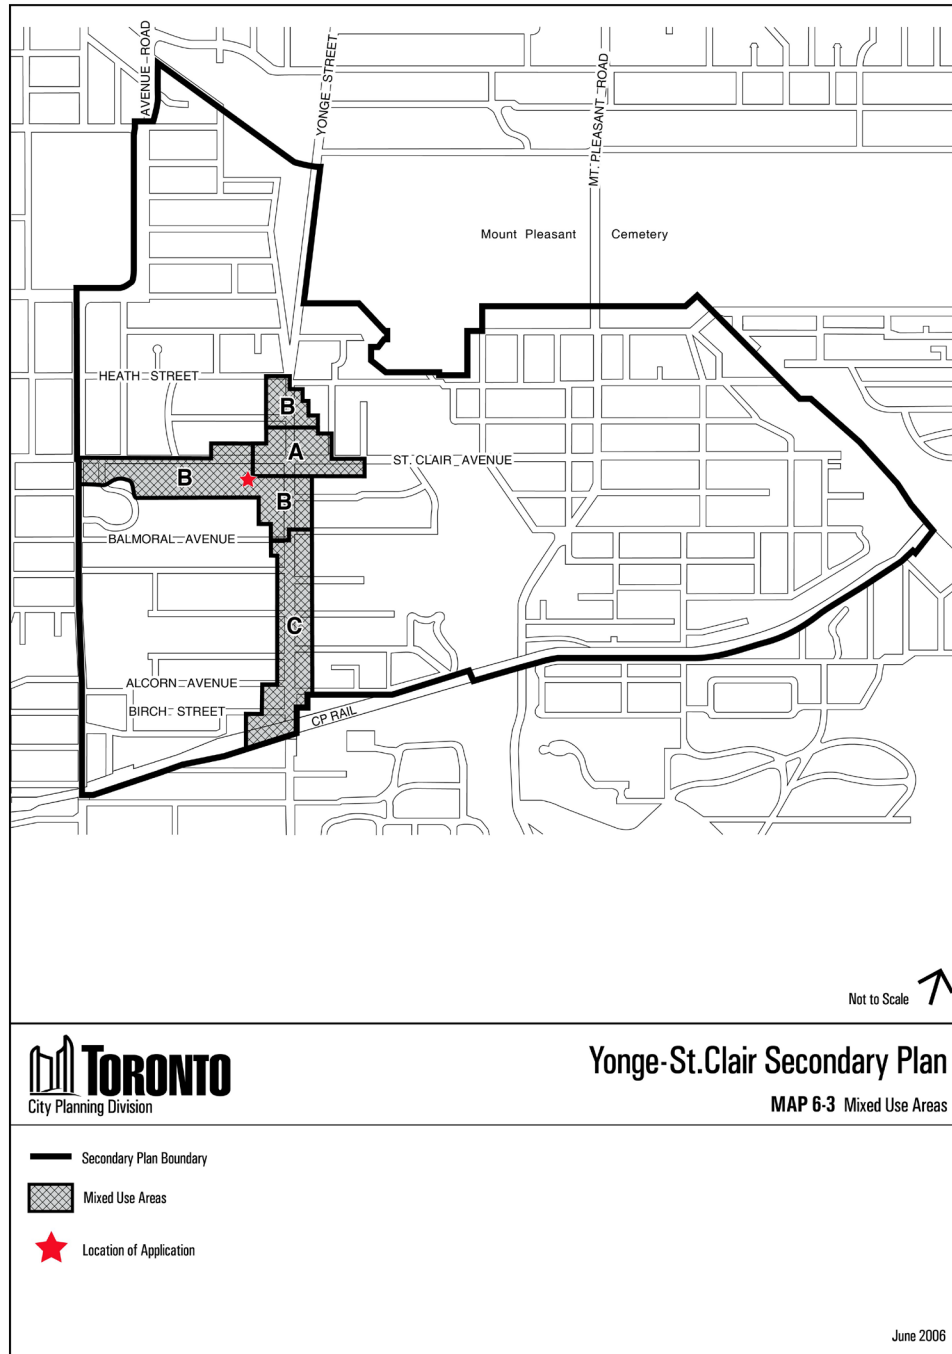 AVENUE ROAD
YONGE STREET
MT. PLEASANT ROAD
Mount Pleasant Cemetery
HEATH STREET
B
A
ST. CLAIR AVENUE
B
B
BALMORAL AVENUE
C
ALCORN AVENUE
BIRCH STREET
CP RAIL
Not to Scale
TORONTO
City Planning Division
Yonge-St.Clair Secondary Plan
MAP 6-3 Mixed Use Areas
Secondary Plan Boundary
Mixed Use Areas
Location of Application
June 2006